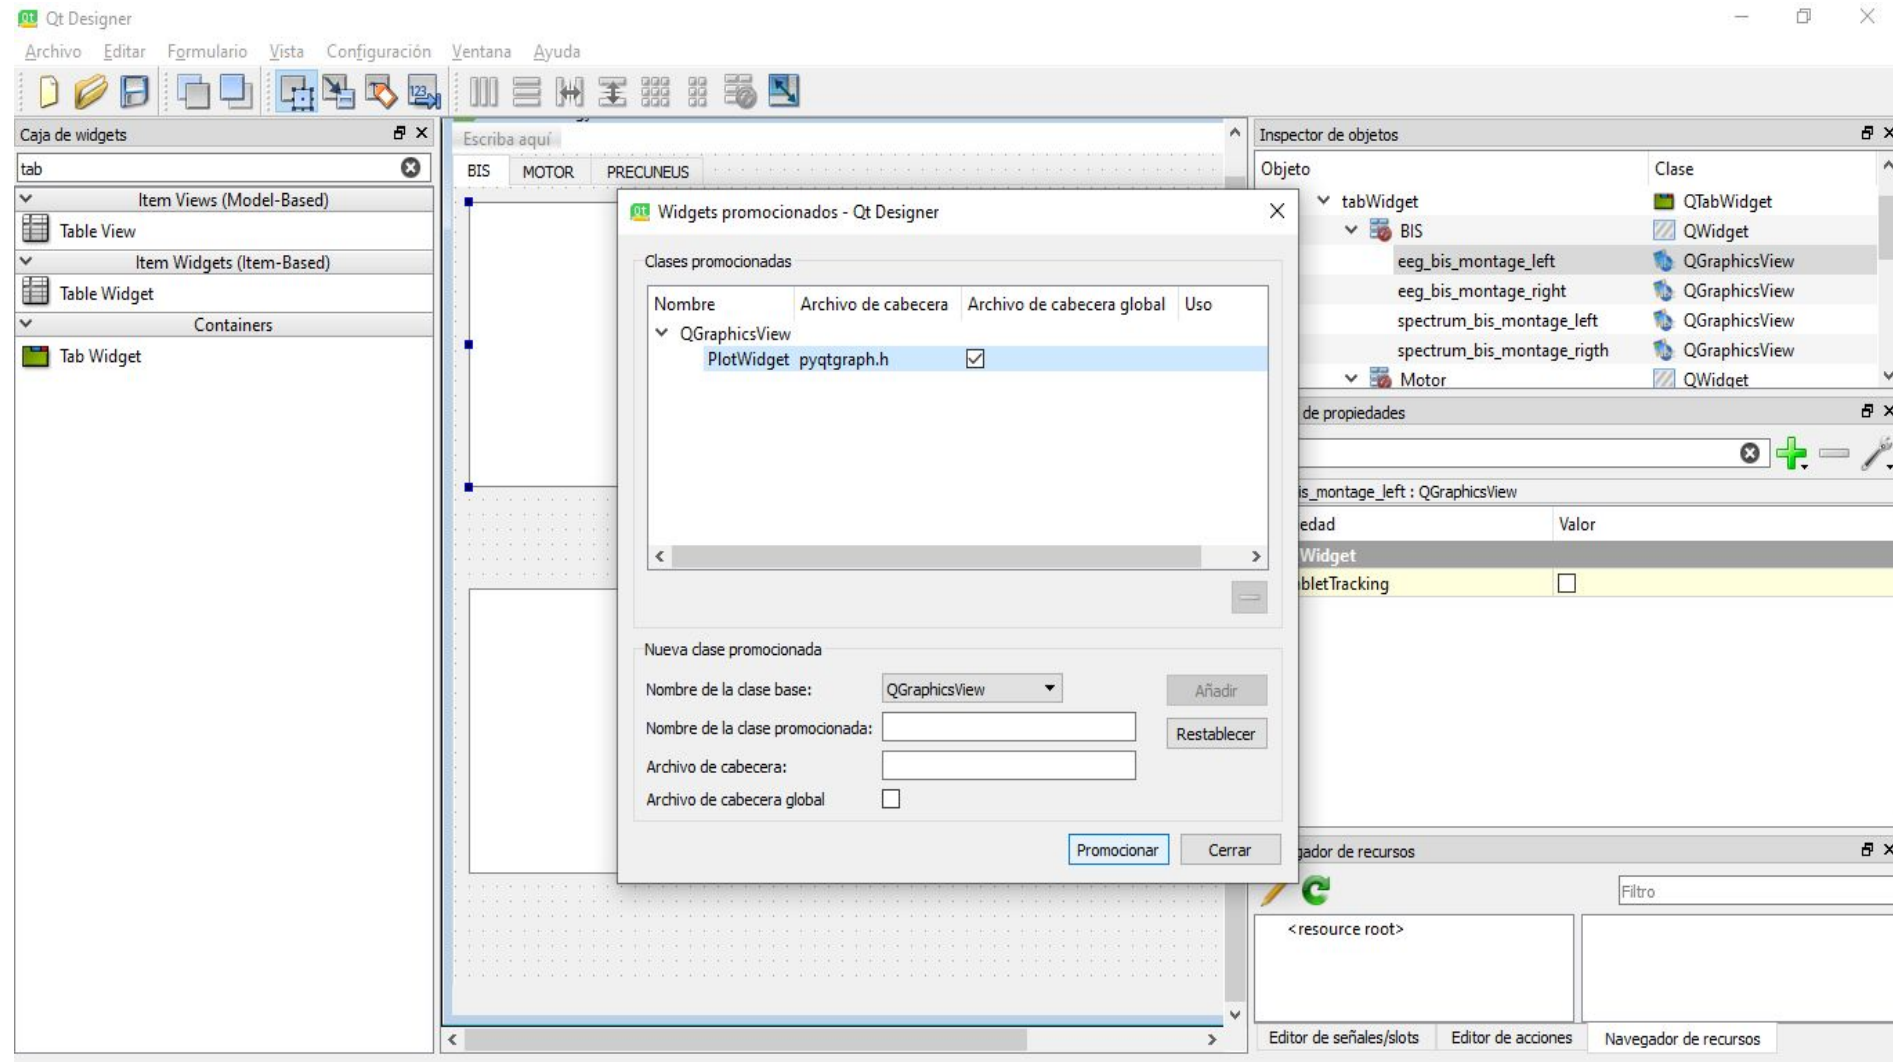 Qt Designer
Archivo Editar Formulario Vista Configuración Ventana Ayuda
123
Caja de widgets
tab
Item Views (Model-Based)
Table View
Item Widgets (Item-Based)
Table Widget
Containers
Tab Widget
Escriba aquí
BIS MOTOR PRECUNEUS
Widgets promocionados - Qt Designer
Clases promocionadas
Nombre Archivo de cabecera Archivo de cabecera global Uso
QGraphicsView
PlotWidget pyqtgraph.h
Nueva clase promocionada
Nombre de la clase base: QGraphicsView Añadir
Nombre de la clase promocionada: Restablecer
Archivo de cabecera:
Archivo de cabecera global
Promocionar Cerrar
Inspector de objetos
Objeto Clase
tabWidget QTabWidget
BIS QWidget
eeg_bis_montage_left QGraphicsView
eeg_bis_montage_right QGraphicsView
spectrum_bis_montage_left QGraphicsView
spectrum_bis_montage_rigth QGraphicsView
Motor QWidget
de propiedades
is_montage_left : QGraphicsView
edad Valor
Widget
bletTracking
gador de recursos
Filtro
<resource root>
Editor de señales/slots Editor de acciones Navegador de recursos